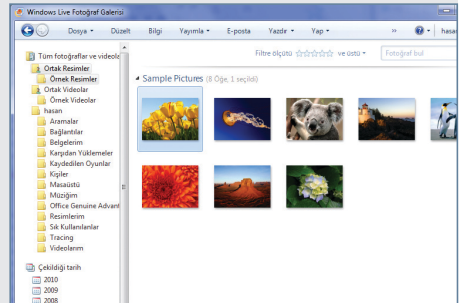 Windows Live Fotoğraf Galerisi
Dosya Düzelt Bilgi Yayımla E-posta Yazdır Yap » hasa
Tüm fotoğraflar ve videola
Ortak Resimler
Örnek Resimler
Ortak Videolar
Örnek Videolar
hasan
Aramalar
Bağlantılar
Belgelerim
Karşıdan Yüklemeler
Kaydedilen Oyunlar
Kişiler
Masaüstü
Müziğim
Office Genuine Advant
Resimlerim
Sık Kullanılanlar
Tracing
Videolarım
Çekildiği tarih
2010
2009
2008
Filtre ölçütü ve üstü Fotoğraf bul
Sample Pictures (8 Öğe, 1 seçildi)